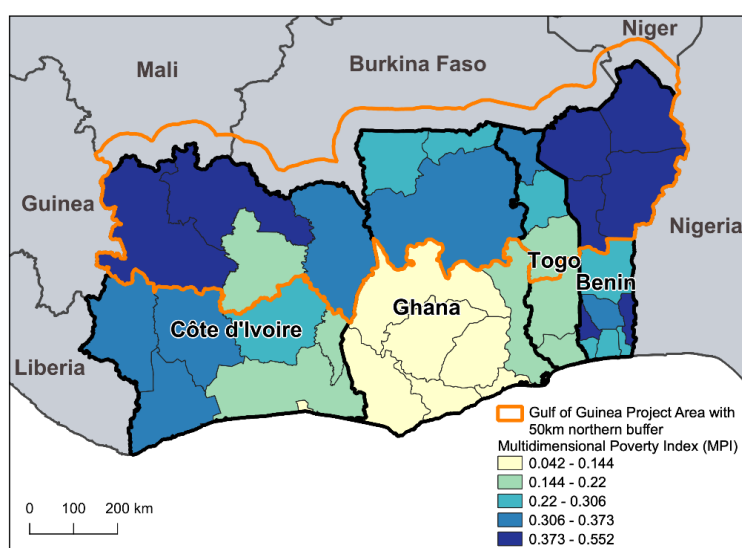 Niger
Mali
Burkina Faso
Guinea
Nigeria
Togo
Benin
Ghana
Côte d'Ivoire
Liberia
Gulf of Guinea Project Area with
50km northern buffer
Multidimensional Poverty Index (MPI)
0.042 - 0.144
0.144 - 0.22
0.22 - 0.306
0.306 - 0.373
0.373 - 0.552
0 100 200 km